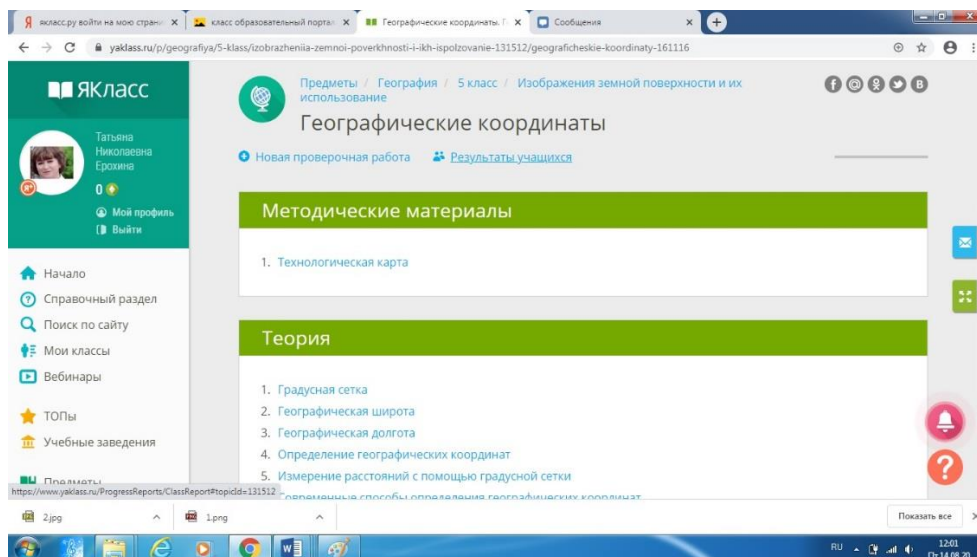 яkласс.ру войти на мою страни
класс образовательный портал
Географические координаты. Г
Сообщения
yaklass.ru/p/geografiya/5-klass/izobrazheniia-zemnoi-poverkhnosti-i-ikh-ispolzovanie-131512/geograficheskie-koordinaty-161116
ЯКласс
Татьяна
Николаевна
Ерохина
0
Мой профиль
Выйти
Начало
Справочный раздел
Поиск по сайту
Мои классы
Вебинары
ТОПы
Учебные заведения
Предметы
Предметы / География / 5 класс / Изображения земной поверхности и их
использование
Географические координаты
Новая проверочная работа Результаты учащихся
Методические материалы
1. Технологическая карта
Теория
1. Градусная сетка
2. Географическая широта
3. Географическая долгота
4. Определение географических координат
5. Измерение расстояний с помощью градусной сетки
Современные способы определения географических координат
https://www.yaklass.ru/ProgressReports/ClassReport#topicId=131512
2.jpg
1.png
Показать все
RU
12:01
Пт 14.08.20